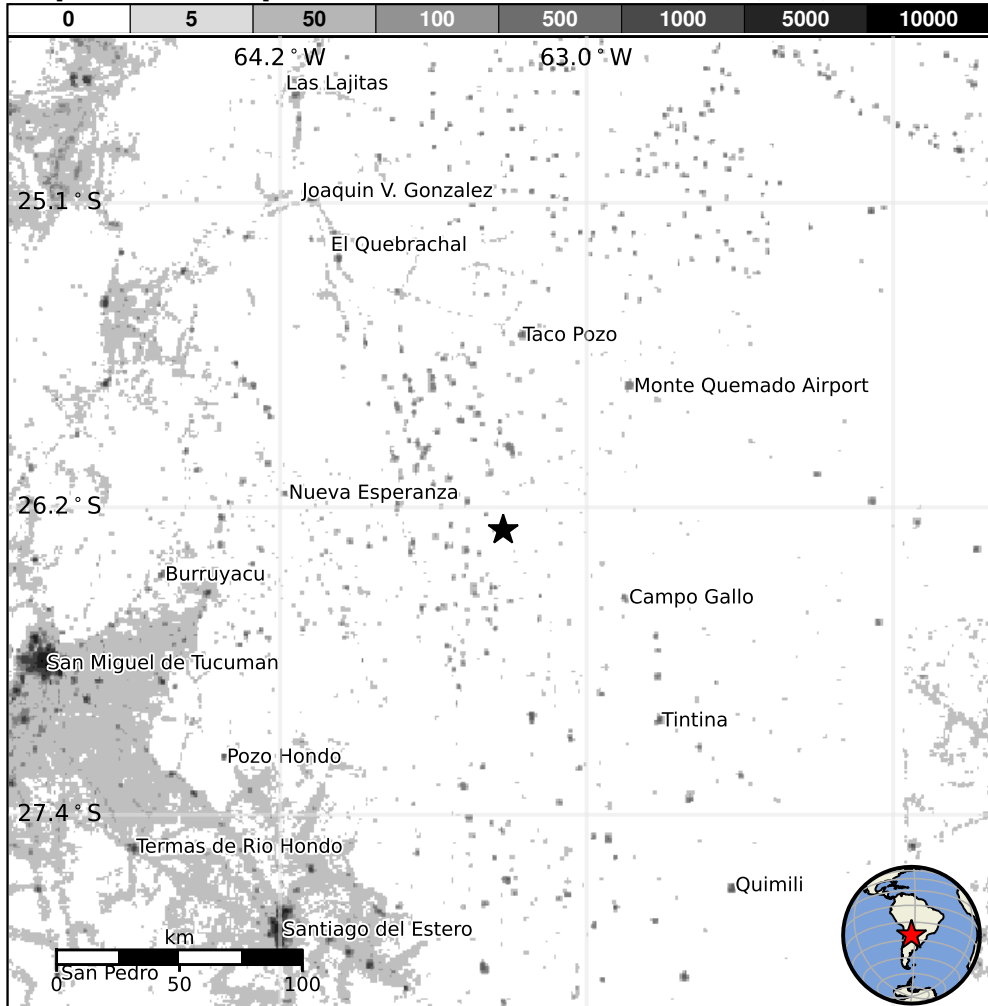 0 5 50 100 500 1000 5000 10000
64.2°W 63.0°W
Las Lajitas
Joaquin V. Gonzalez
25.1°S
El Quebrachal
Taco Pozo
Monte Quemado Airport
Nueva Esperanza
26.2°S
Burruyacu
Campo Gallo
San Miguel de Tucuman
Tintina
Pozo Hondo
27.4°S
Termas de Rio Hondo
Quimili
Santiago del Estero
km
San Pedro
0 50 100